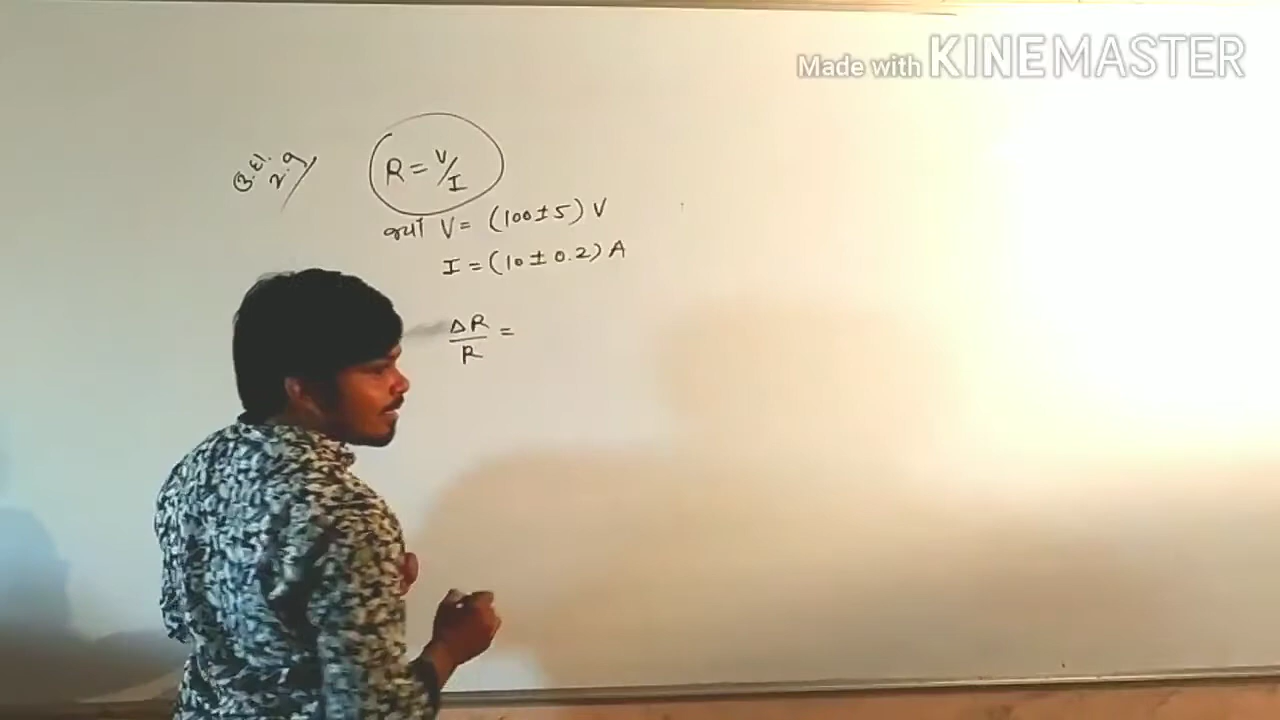 Made with KINEMASTER
ઉ.દા. 2.9
R = V/I
જ્યાં V = (100 ± 5) V
I = (10 ± 0.2) A
ΔR/R =